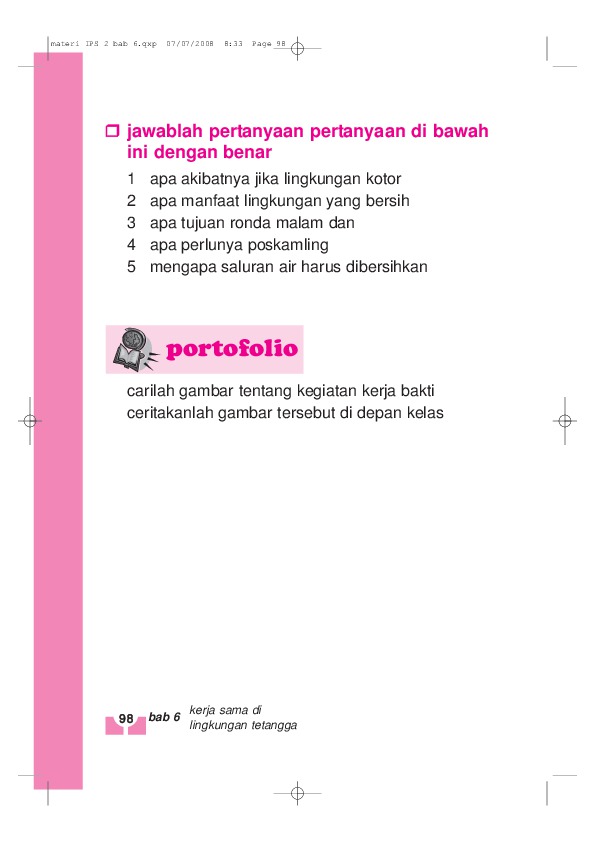 materi IPS 2 bab 6.qxp 07/07/2008 8:33 Page 98
❒ jawablah pertanyaan pertanyaan di bawah
ini dengan benar
1 apa akibatnya jika lingkungan kotor
2 apa manfaat lingkungan yang bersih
3 apa tujuan ronda malam dan
4 apa perlunya poskamling
5 mengapa saluran air harus dibersihkan
portofolio
carilah gambar tentang kegiatan kerja bakti
ceritakanlah gambar tersebut di depan kelas
98 bab 6 kerja sama di
lingkungan tetangga